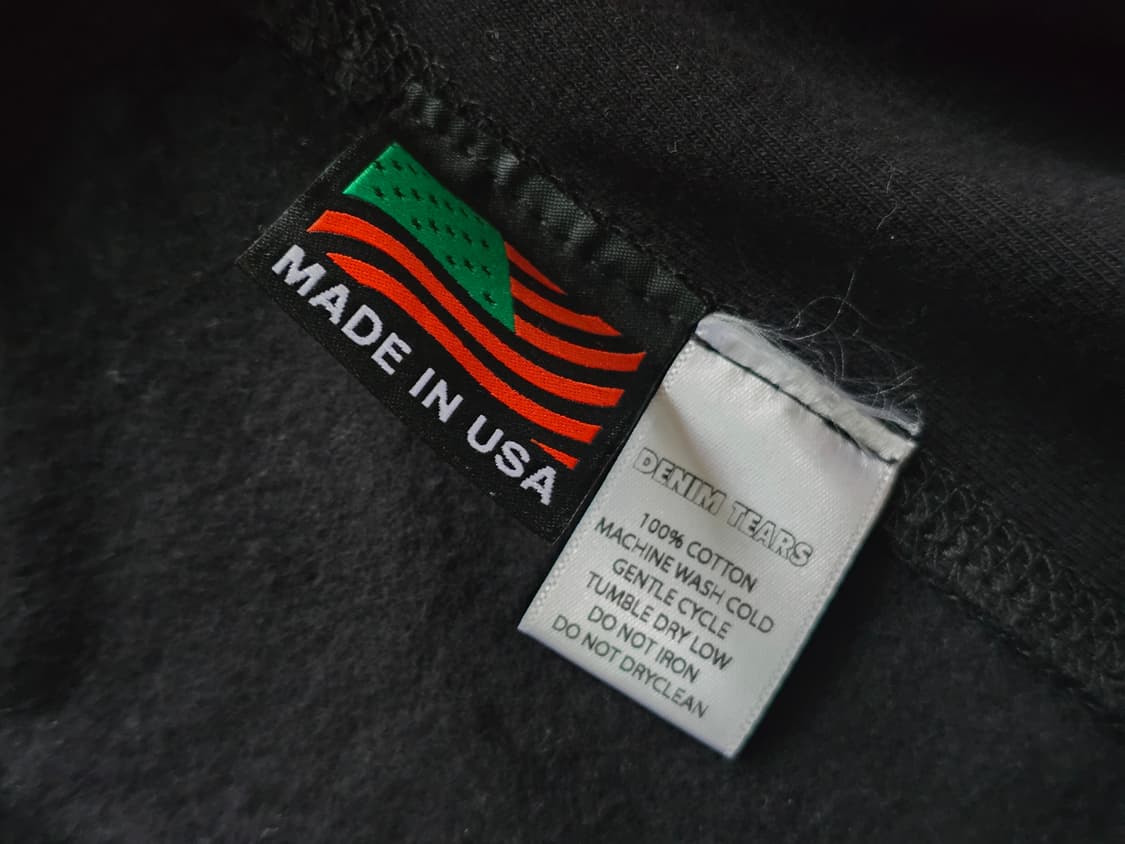 MADE IN USA
DENIM TEARS
100% COTTON
MACHINE WASH COLD
GENTLE CYCLE
TUMBLE DRY LOW
DO NOT IRON
DO NOT DRYCLEAN